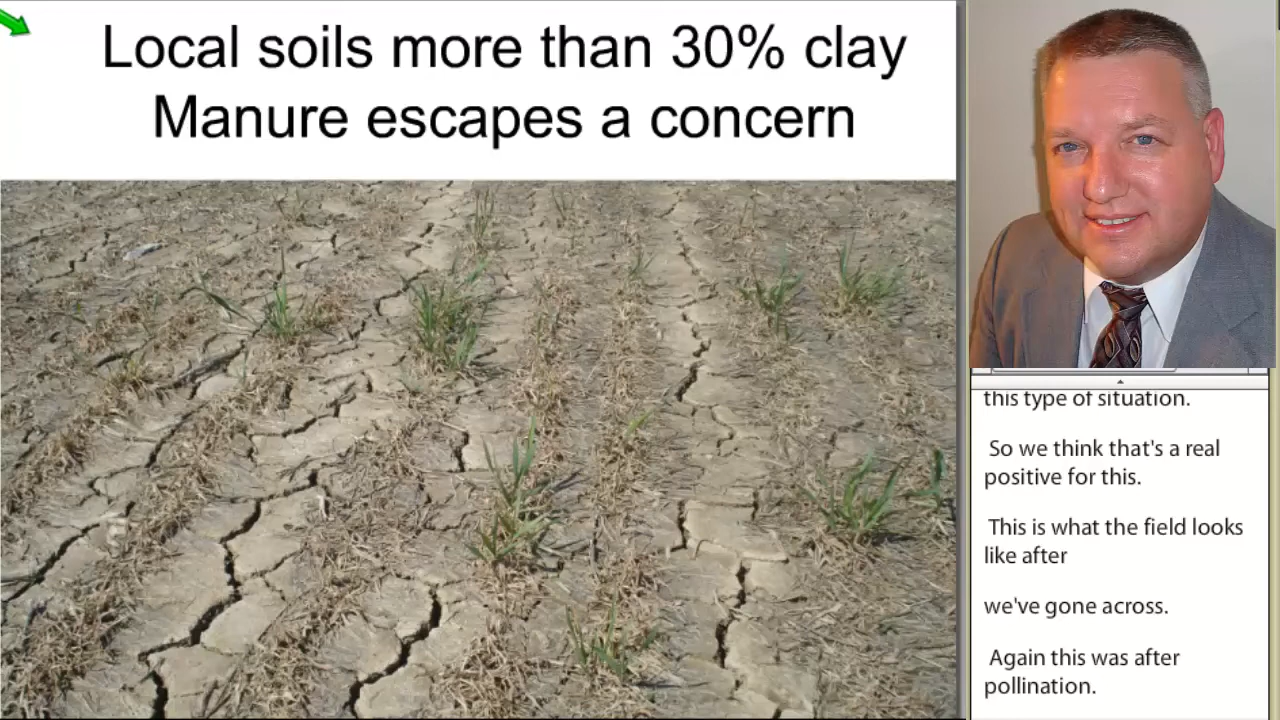 Local soils more than 30% clay
Manure escapes a concern
this type of situation.
So we think that's a real
positive for this.
This is what the field looks
like after
we've gone across.
Again this was after
pollination.